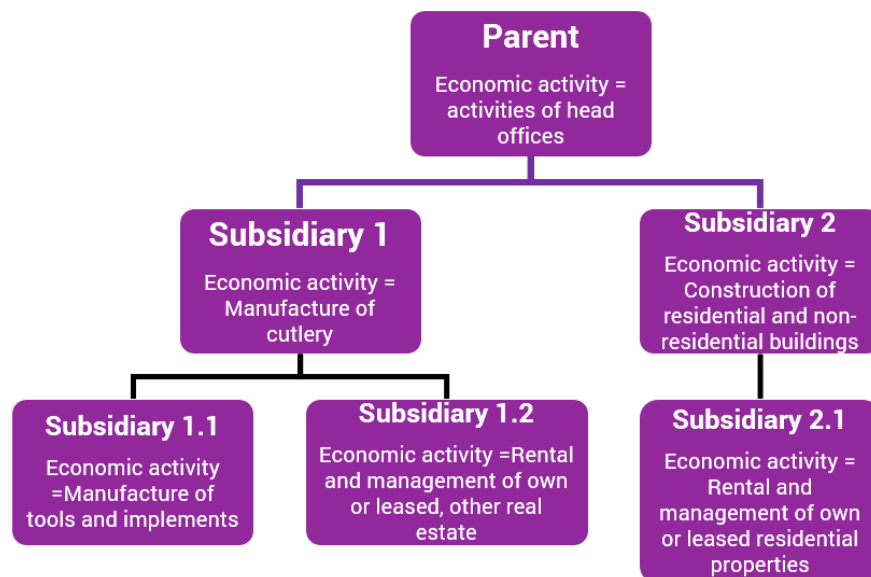 Parent
Economic activity =
activities of head
offices
Subsidiary 1
Economic activity =
Manufacture of
cutlery
Subsidiary 2
Economic activity =
Construction of
residential and non-
residential buildings
Subsidiary 1.1
Economic activity
=Manufacture of
tools and implements
Subsidiary 1.2
Economic activity =Rental
and management of own
or leased, other real
estate
Subsidiary 2.1
Economic activity =
Rental and
management of own
or leased residential
properties